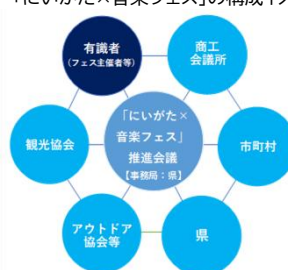 「にいがた×音楽フェス」の構成イメ
有識者
(フェス主催者等)
商工
会議所
「にいがた×
音楽フェス」
推進会議
【事務局:県】
観光協会
市町村
アウトドア
協会等
県